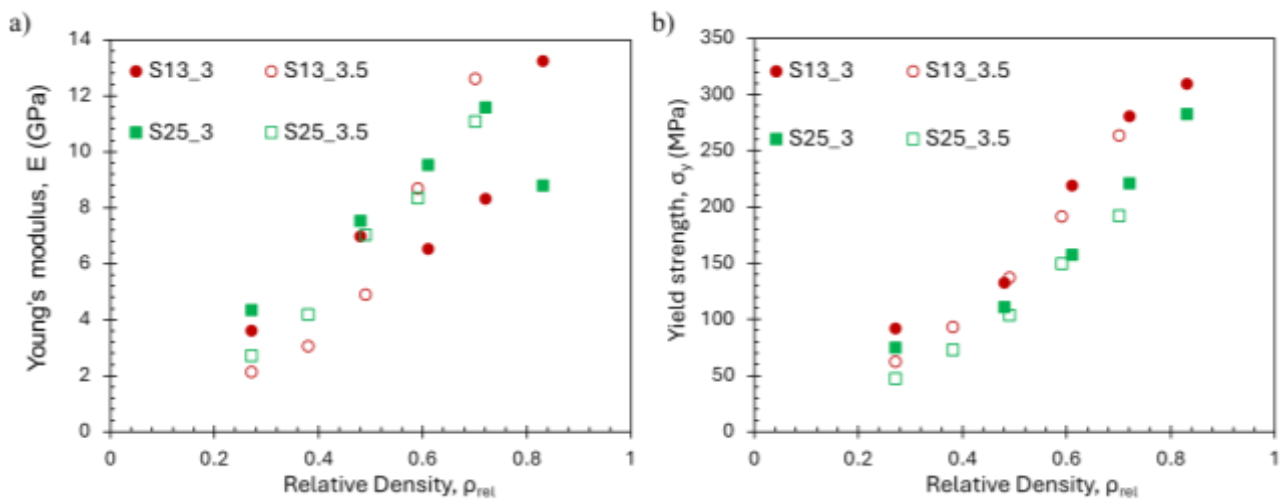 a)
Young's modulus, E (GPa)
14
12
10
8
6
4
2
0
S13_3
S13_3.5
S25_3
S25_3.5
0 0.2 0.4 0.6 0.8 1
Relative Density, ρrel
b)
Yield strength, σy (MPa)
350
300
250
200
150
100
50
0
S13_3
S13_3.5
S25_3
S25_3.5
0 0.2 0.4 0.6 0.8 1
Relative Density, ρrel